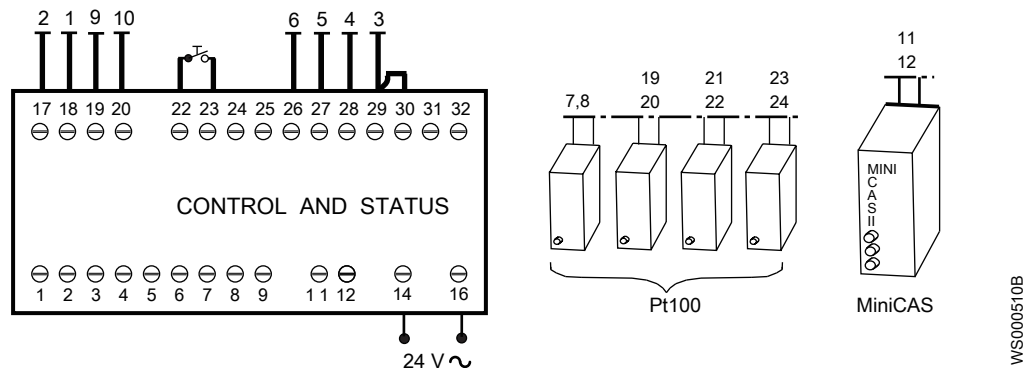 2 1 9 10 6 5 4 3
17 18 19 20 22 23 24 25 26 27 28 29 30 31 32
CONTROL AND STATUS
1 2 3 4 5 6 7 8 9 11 12 14 16
24 V ~
7,8
19
20
21
22
23
24
Pt100
11
12
MINI
C
A
S
II
MiniCAS
WS000510B